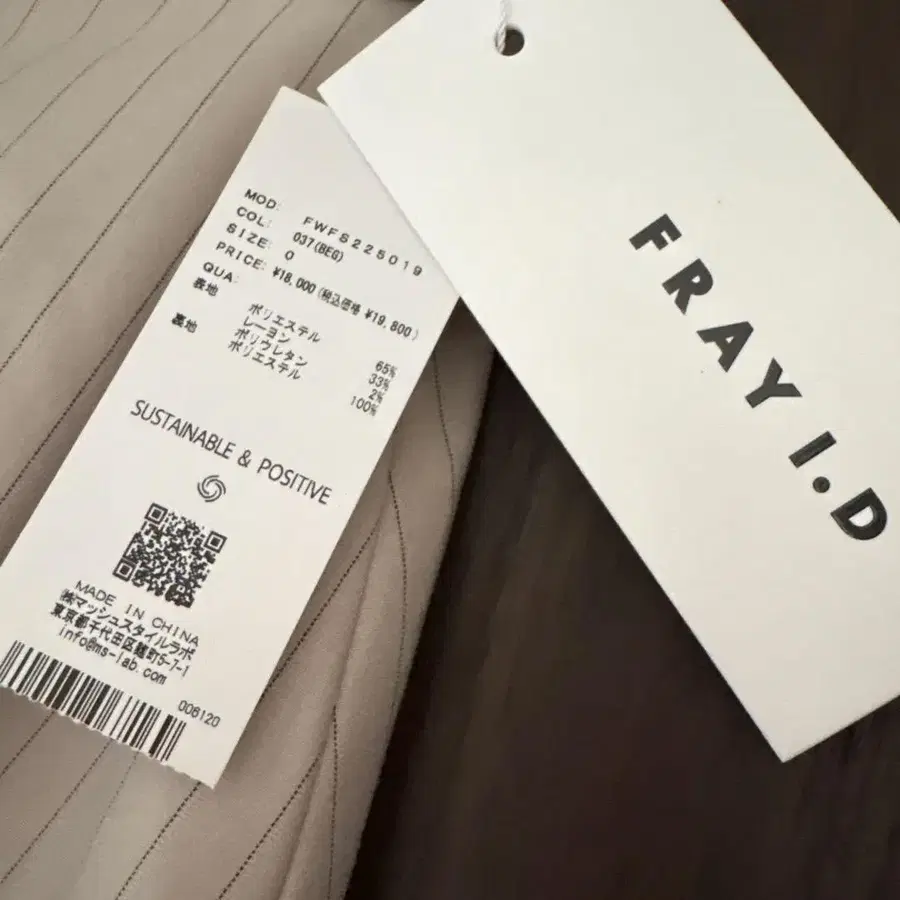 MOD: FWFS225019
COL: 037(BEG)
SIZE: 0
PRICE: ¥18,000(税込価格 ¥19,800)
QUA:
表地 ポリエステル 65%
レーヨン 33%
ポリウレタン 2%
裏地 ポリエステル 100%
SUSTAINABLE & POSITIVE
MADE IN CHINA
㈱マッシュスタイルラボ
東京都千代田区麹町5-7-1
info@ms-lab.com
006120
FRAY I.D